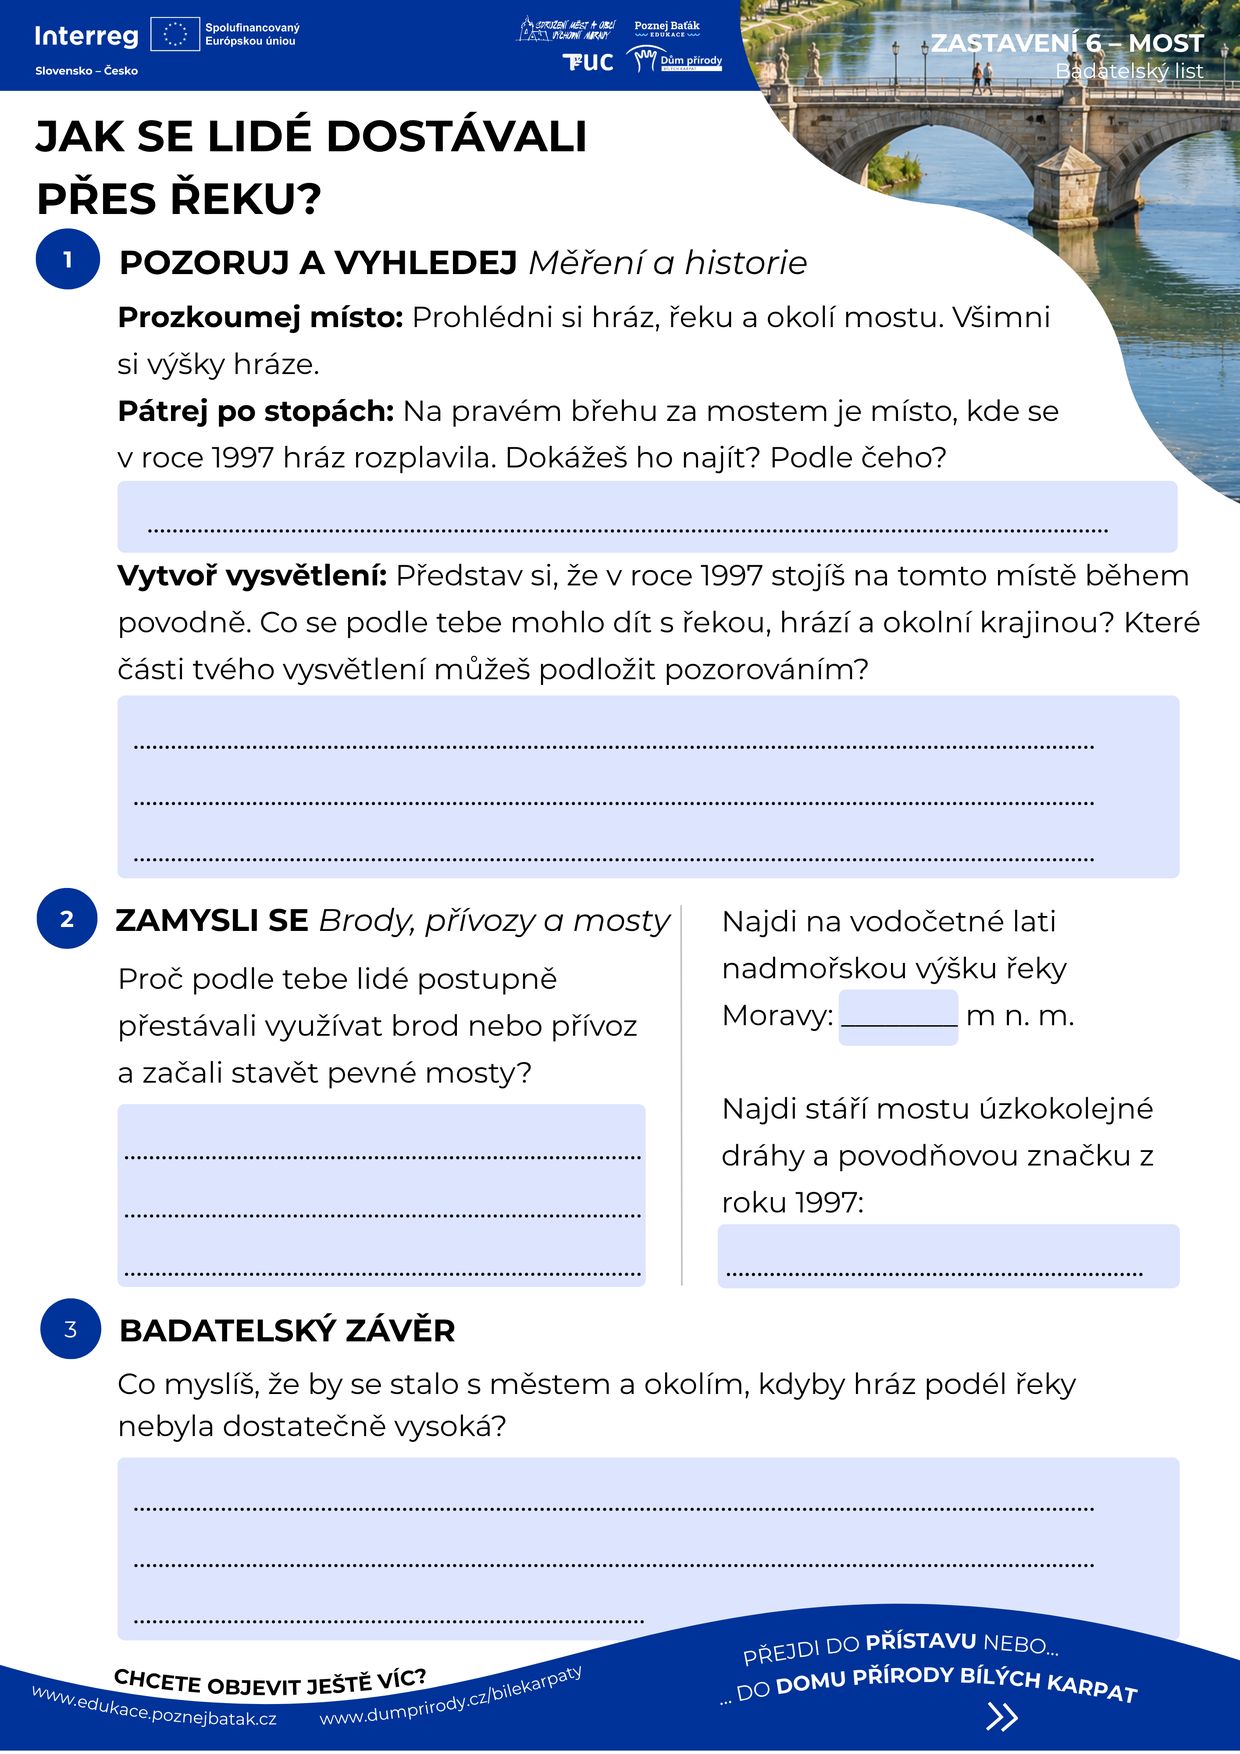 Interreg
Spolufinancovaný
Európskou úniou
Slovensko – Česko
Poznej Baťák
EDUKACE
TUC
Dům přírody
ZASTAVENÍ 6 – MOST
Badatelský list
JAK SE LIDÉ DOSTÁVALI
PŘES ŘEKU?
1 POZORUJ A VYHLEDEJ Měření a historie
Prozkoumej místo: Prohlédni si hráz, řeku a okolí mostu. Všimni
si výšky hráze.
Pátrej po stopách: Na pravém břehu za mostem je místo, kde se
v roce 1997 hráz rozplavila. Dokážeš ho najít? Podle čeho?
Vytvoř vysvětlení: Představ si, že v roce 1997 stojíš na tomto místě během
povodně. Co se podle tebe mohlo dít s řekou, hrází a okolní krajinou? Které
části tvého vysvětlení můžeš podložit pozorováním?
2 ZAMYSLI SE Brody, přívozy a mosty
Proč podle tebe lidé postupně
přestávali využívat brod nebo přívoz
a začali stavět pevné mosty?
Najdi na vodočetné lati
nadmořskou výšku řeky
Moravy: ________ m n. m.
Najdi stáří mostu úzkokolejné
dráhy a povodňovou značku z
roku 1997:
3 BADATELSKÝ ZÁVĚR
Co myslíš, že by se stalo s městem a okolím, kdyby hráz podél řeky
nebyla dostatečně vysoká?
CHCETE OBJEVIT JEŠTĚ VÍC?
www.edukace.poznejbatak.cz
www.dumprirody.cz/bilekarpaty
PŘEJDI DO PŘÍSTAVU NEBO...
... DO DOMU PŘÍRODY BÍLÝCH KARPAT